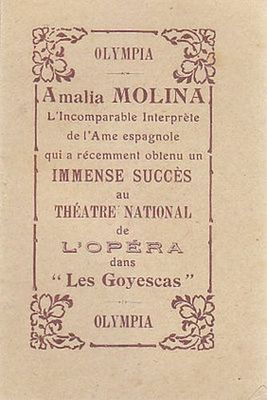 OLYMPIA
Amalia MOLINA
L'Incomparable Interprète
de l'Ame espagnole
qui a récemment obtenu un
IMMENSE SUCCÈS
au
THÉATRE NATIONAL
de
L'OPÉRA
dans
"Les Goyescas"
OLYMPIA